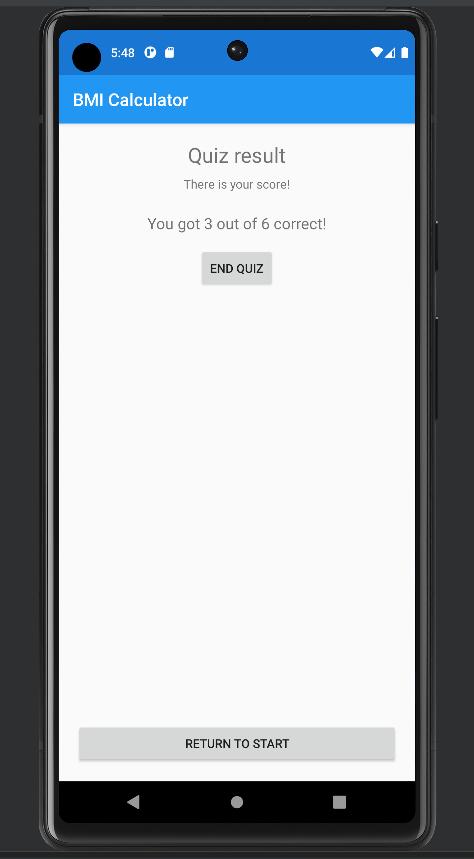 5:48
BMI Calculator
Quiz result
There is your score!
You got 3 out of 6 correct!
END QUIZ
RETURN TO START